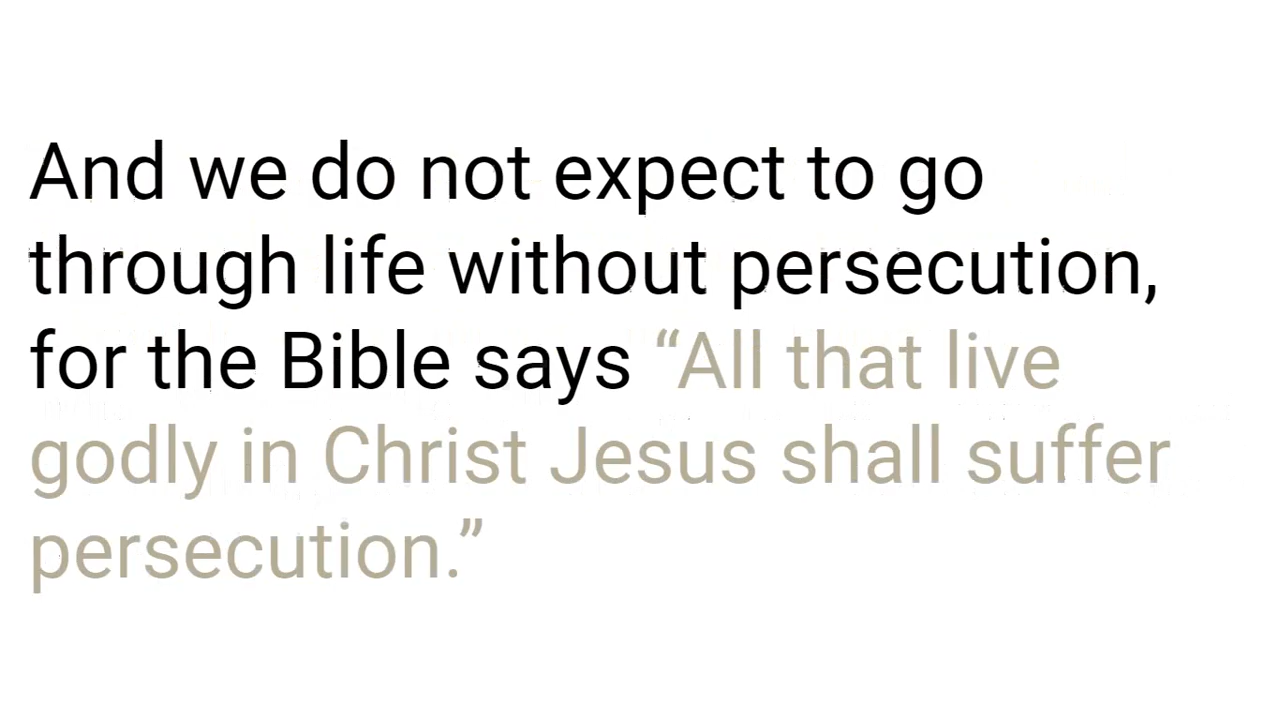 And we do not expect to go
through life without persecution,
for the Bible says “All that live
godly in Christ Jesus shall suffer
persecution.”